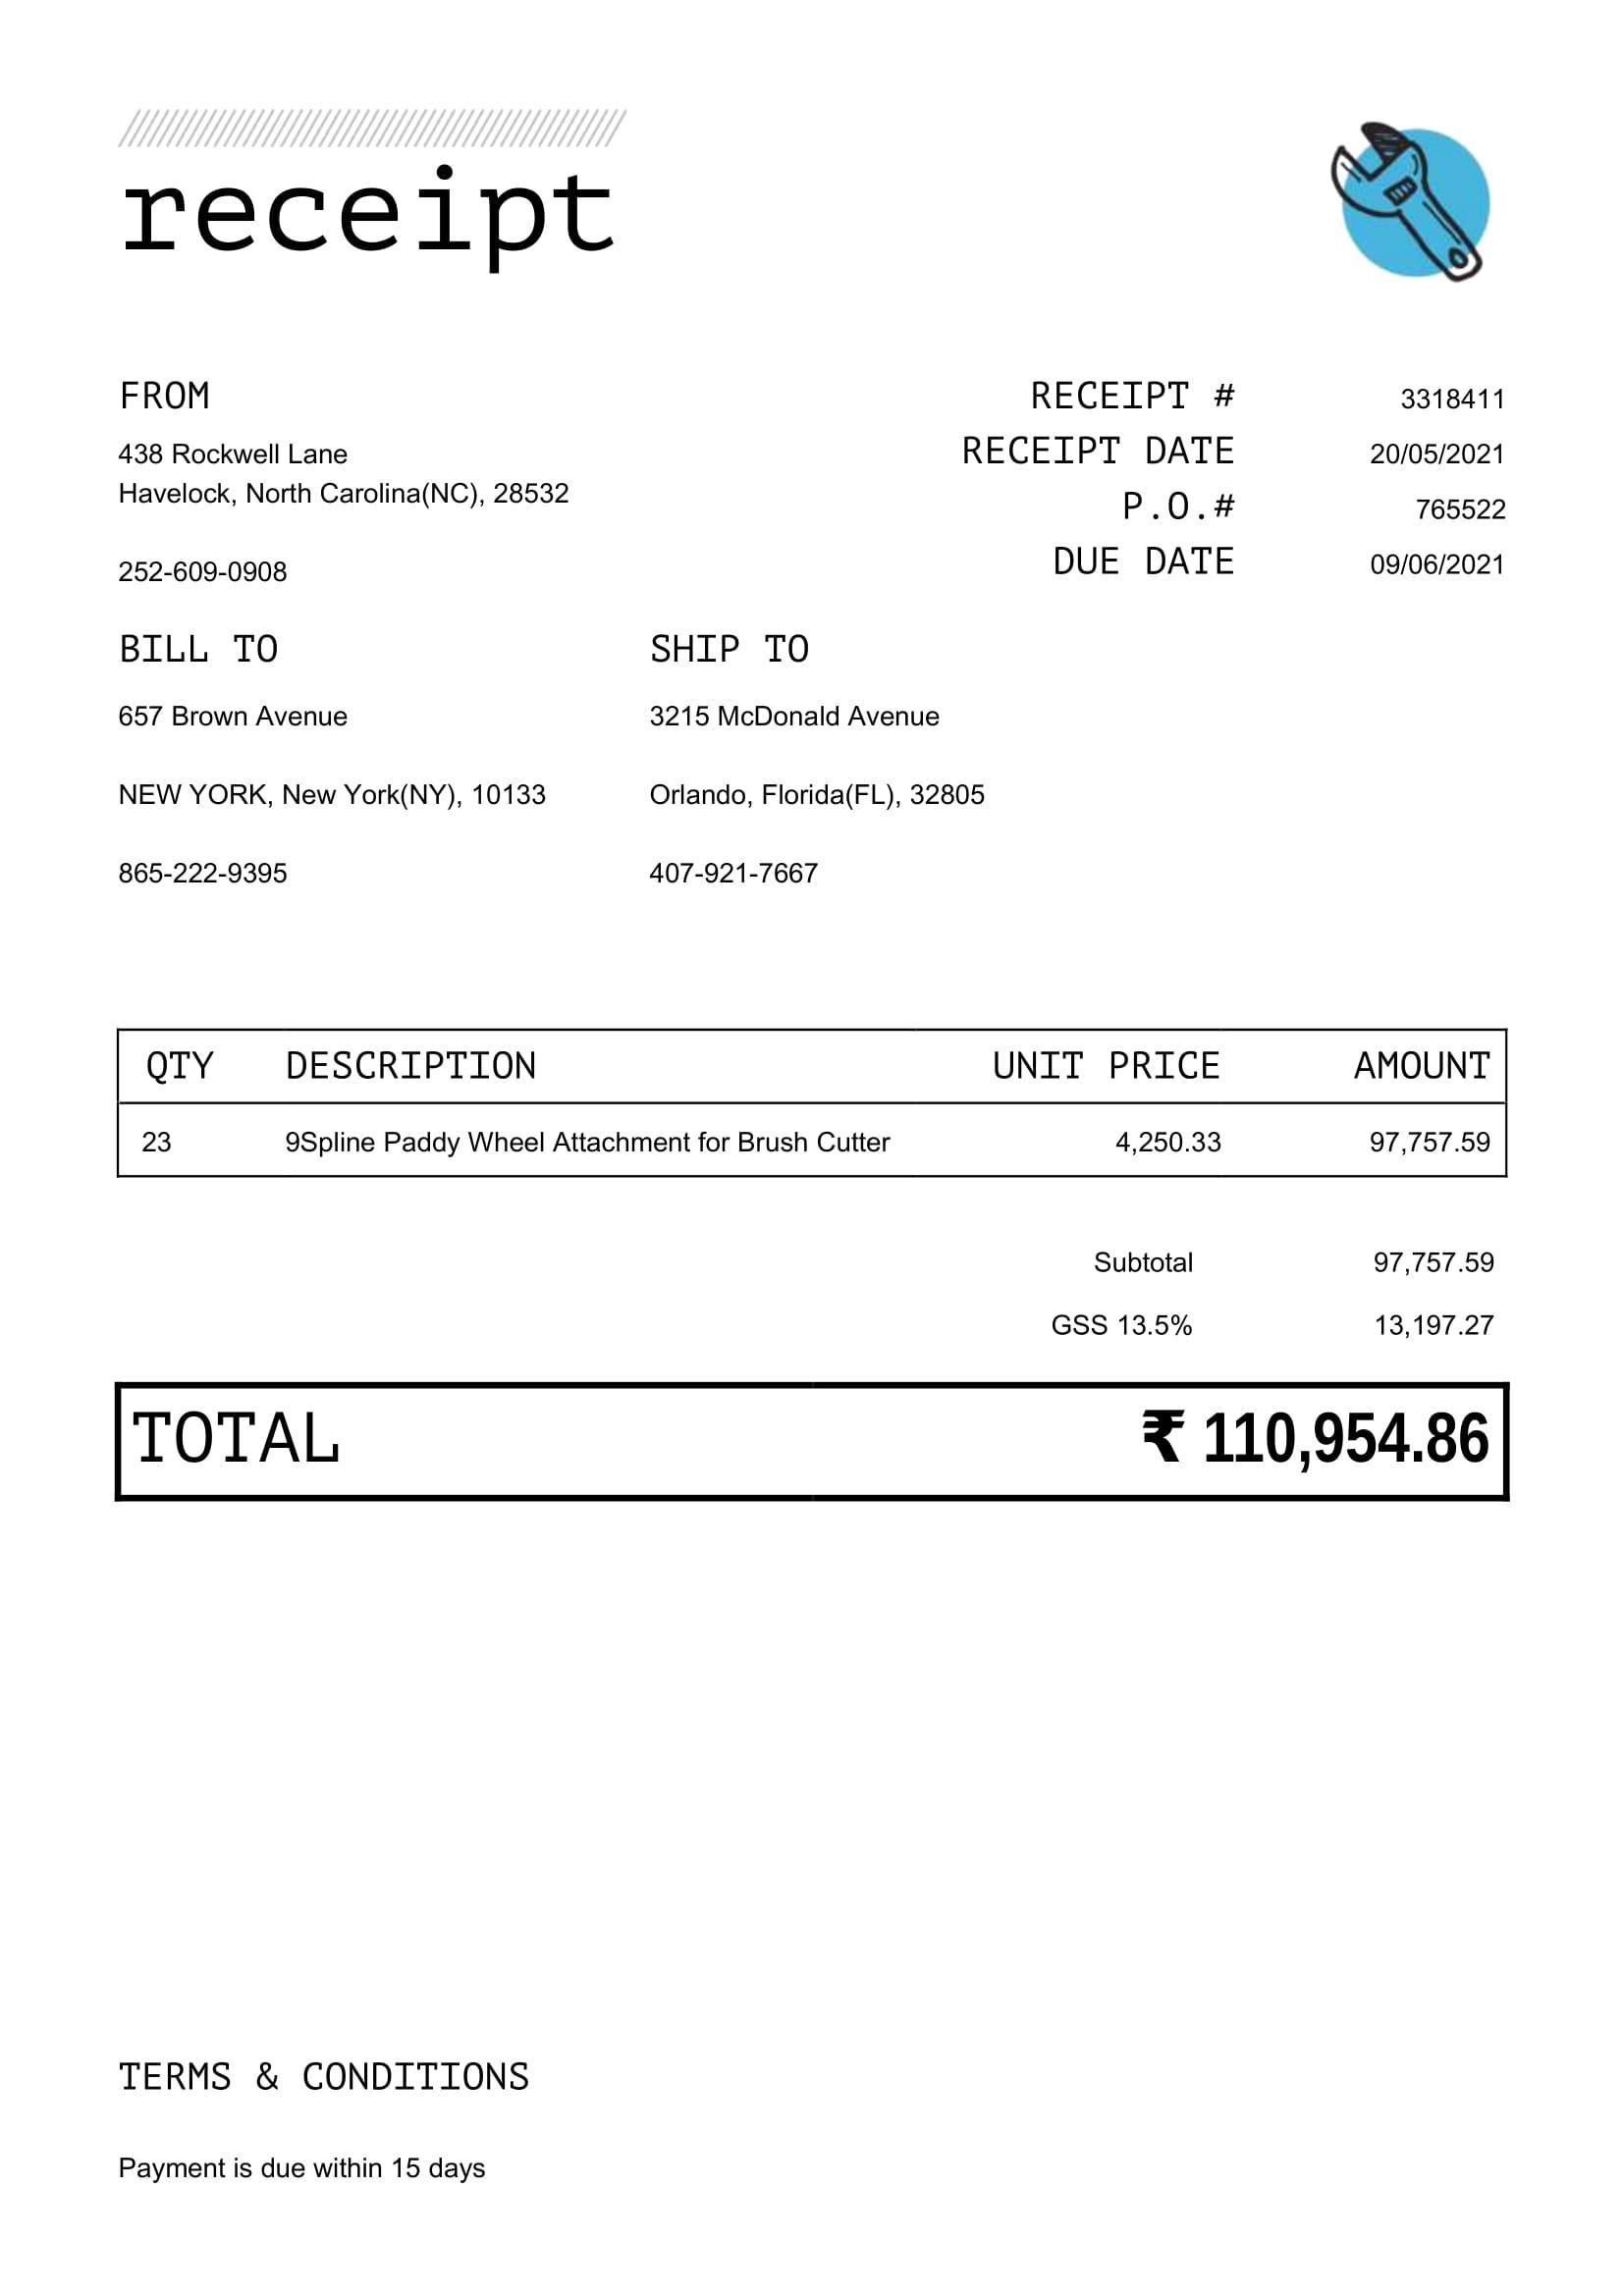 receipt
FROM
438 Rockwell Lane
Havelock, North Carolina(NC), 28532
252-609-0908
RECEIPT # 3318411
RECEIPT DATE 20/05/2021
P.O.# 765522
DUE DATE 09/06/2021
BILL TO
657 Brown Avenue
NEW YORK, New York(NY), 10133
865-222-9395
SHIP TO
3215 McDonald Avenue
Orlando, Florida(FL), 32805
407-921-7667
QTY DESCRIPTION UNIT PRICE AMOUNT
23 9Spline Paddy Wheel Attachment for Brush Cutter 4,250.33 97,757.59
Subtotal 97,757.59
GSS 13.5% 13,197.27
TOTAL ₹ 110,954.86
TERMS & CONDITIONS
Payment is due within 15 days